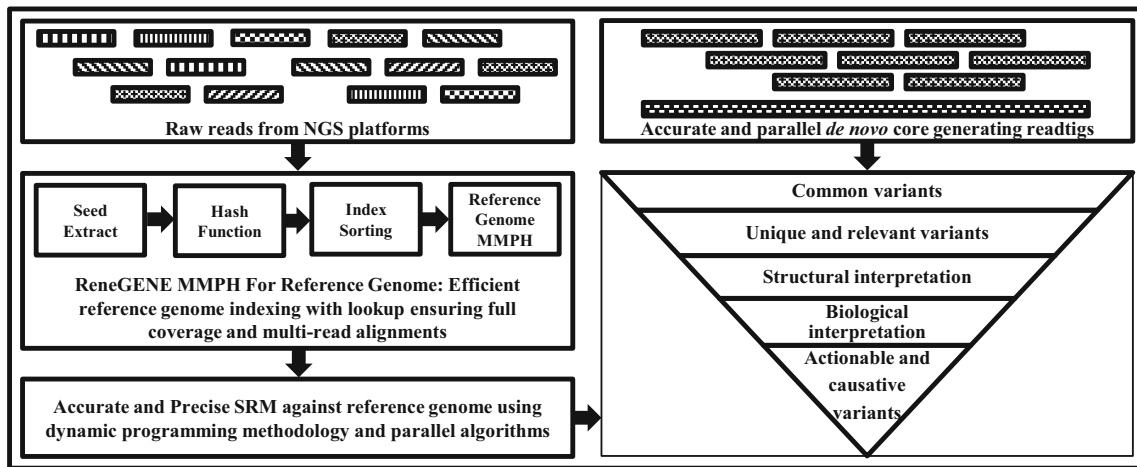 Raw reads from NGS platforms
Accurate and parallel de novo core generating readtigs
Seed
Extract
Hash
Function
Index
Sorting
Reference
Genome
MMPH
ReneGENE MMPH For Reference Genome: Efficient
reference genome indexing with lookup ensuring full
coverage and multi-read alignments
Accurate and Precise SRM against reference genome using
dynamic programming methodology and parallel algorithms
Common variants
Unique and relevant variants
Structural interpretation
Biological
interpretation
Actionable and
causative
variants